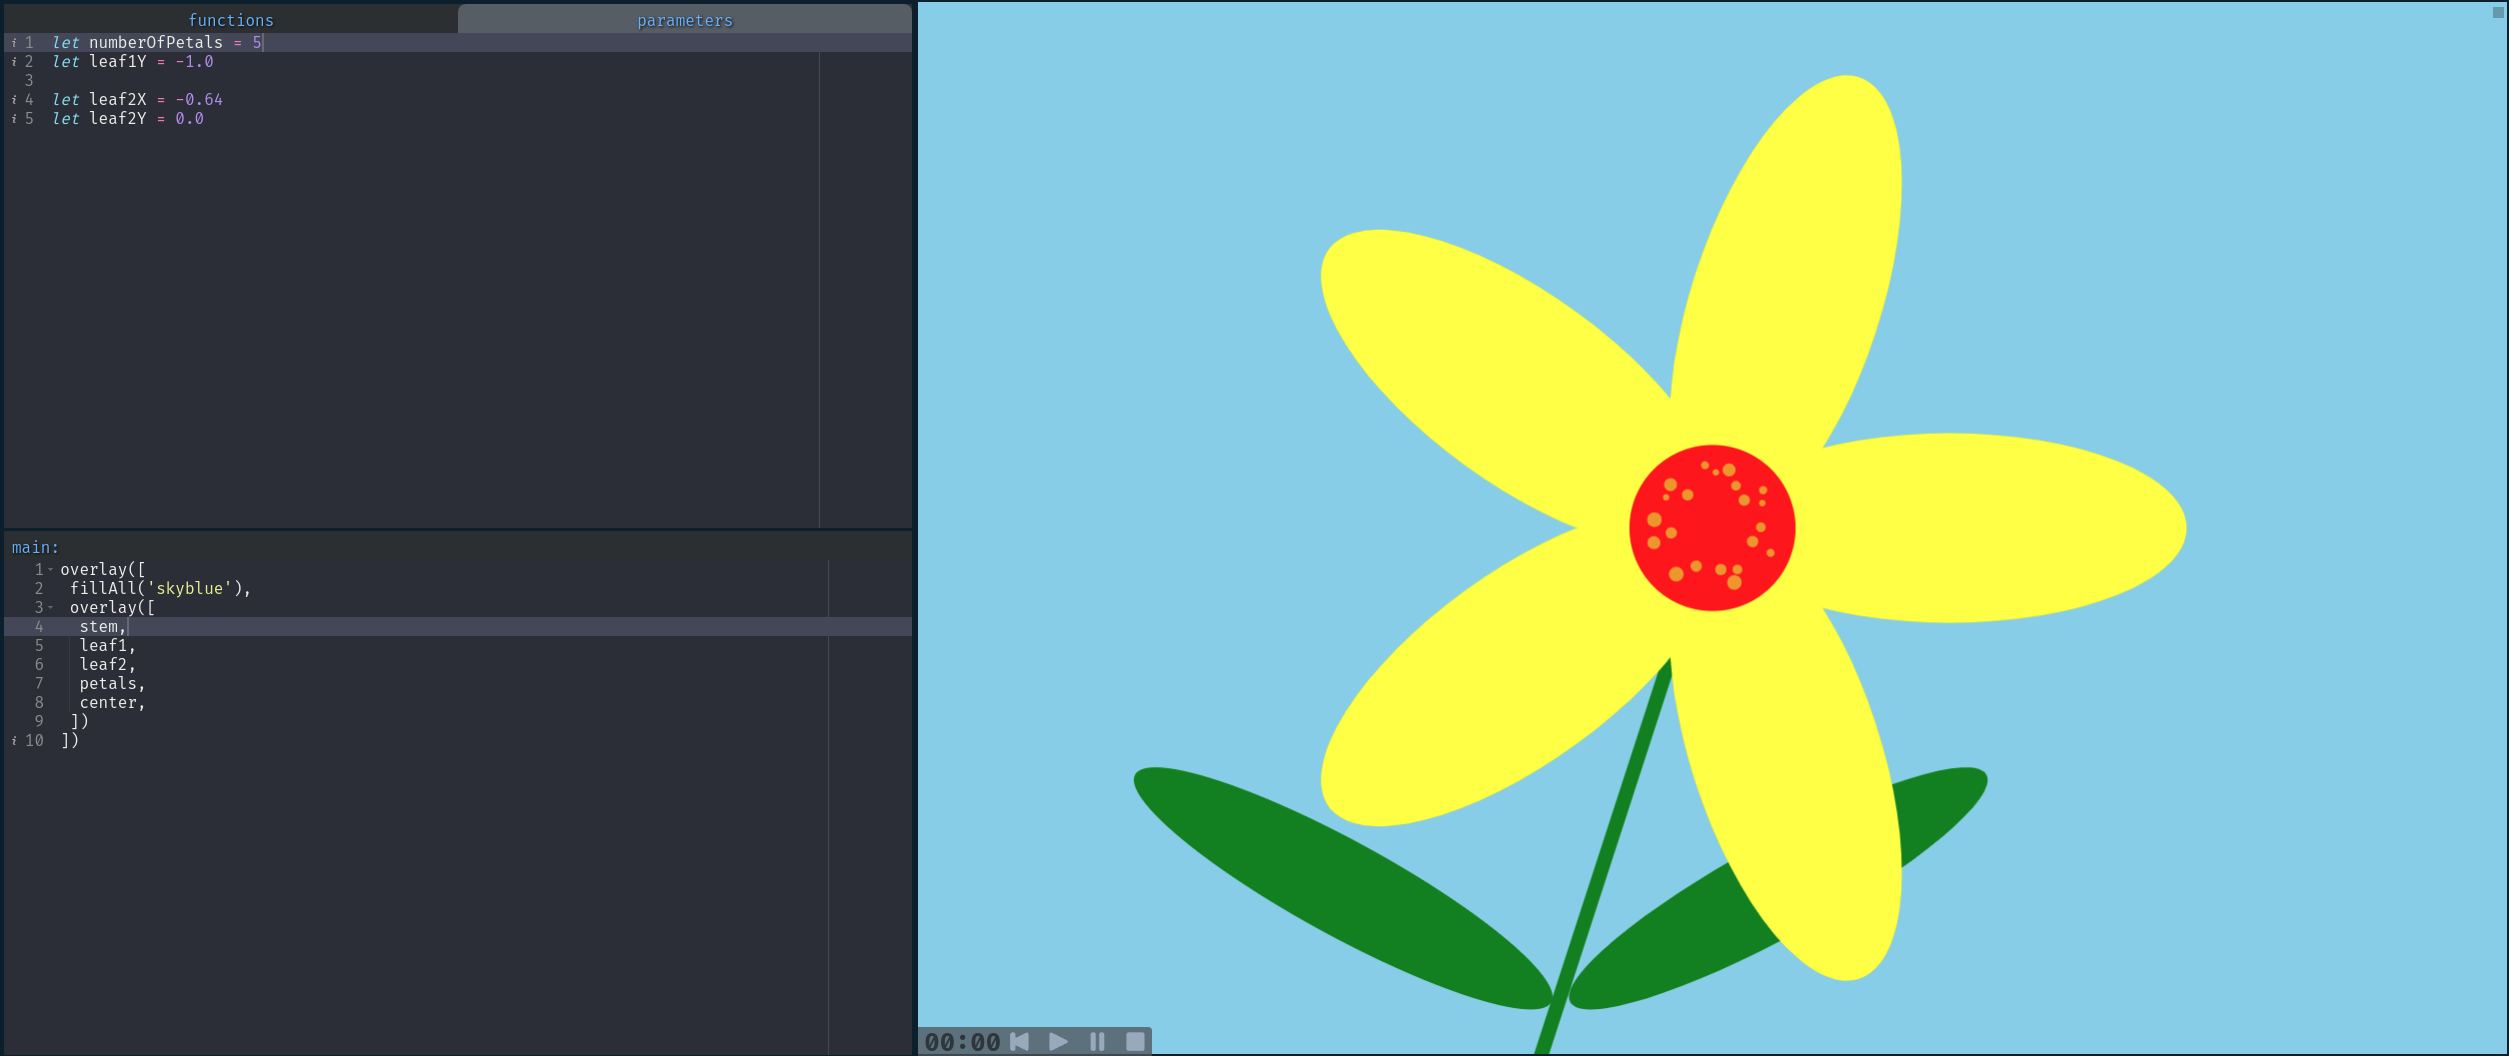 functions parameters
i 1 let numberOfPetals = 5
i 2 let leaf1Y = -1.0
3
i 4 let leaf2X = -0.64
i 5 let leaf2Y = 0.0
main:
1 overlay([
2 fillAll('skyblue'),
3 overlay([
4 stem,
5 leaf1,
6 leaf2,
7 petals,
8 center,
9 ])
i 10 ])
00:00